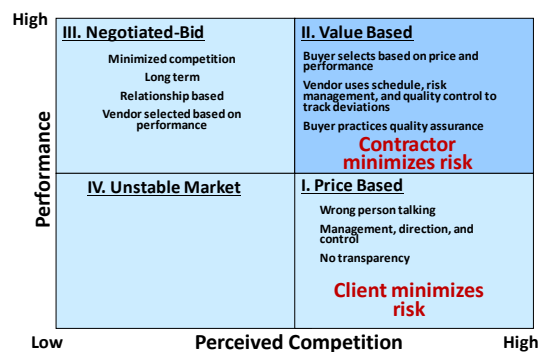 High
III. Negotiated-Bid
Minimized competition
Long term
Relationship based
Vendor selected based on
performance
II. Value Based
Buyer selects based on price and
performance
Vendor uses schedule, risk
management, and quality control to
track deviations
Buyer practices quality assurance
Contractor
minimizes risk
Performance
IV. Unstable Market
I. Price Based
Wrong person talking
Management, direction, and
control
No transparency
Client minimizes
risk
Low
Perceived Competition
High